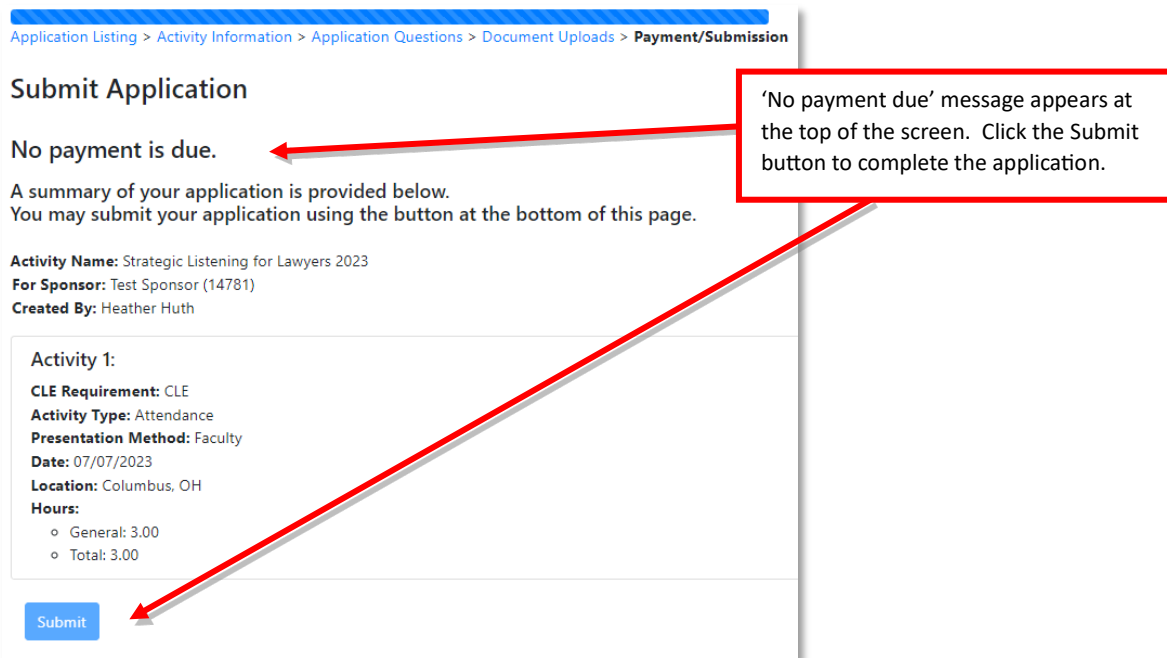 Application Listing > Activity Information > Application Questions > Document Uploads > Payment/Submission
Submit Application
‘No payment due’ message appears at
the top of the screen.  Click the Submit
button to complete the application.
No payment is due.
A summary of your application is provided below.
You may submit your application using the button at the bottom of this page.
Activity Name: Strategic Listening for Lawyers 2023
For Sponsor: Test Sponsor (14781)
Created By: Heather Huth
Activity 1:
CLE Requirement: CLE
Activity Type: Attendance
Presentation Method: Faculty
Date: 07/07/2023
Location: Columbus, OH
Hours:
General: 3.00
Total: 3.00
Submit